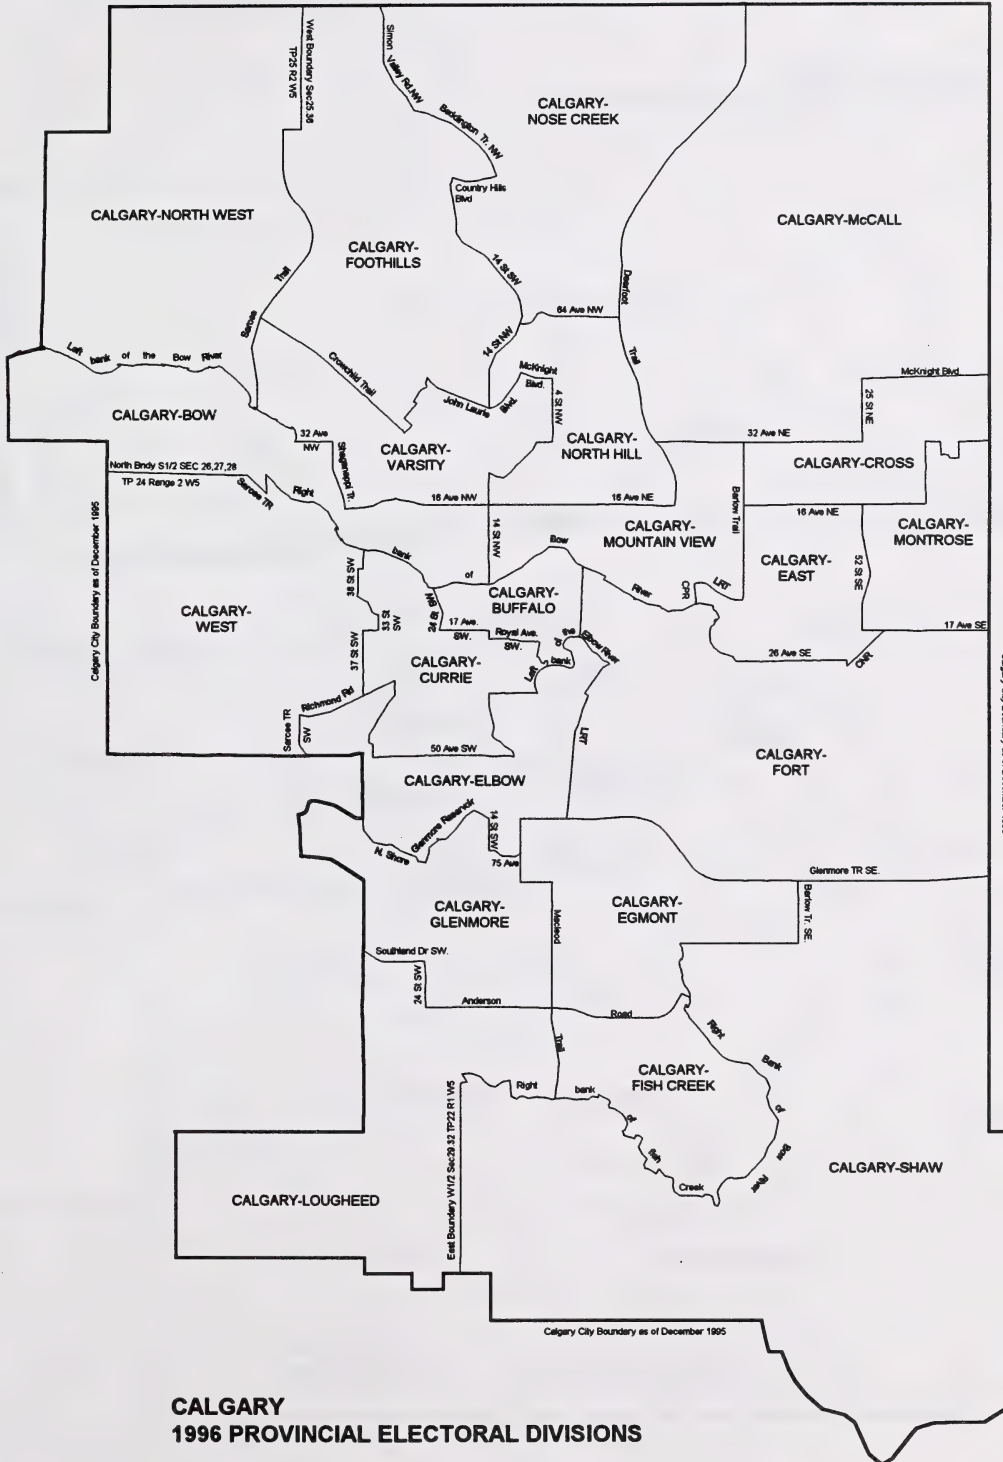 West Boundary Sec25.36
TP25 R2 W5
Simon
Valley Rd.NW
Beddington Tr. NW
CALGARY-
NOSE CREEK
Country Hills
Blvd
CALGARY-NORTH WEST
CALGARY-McCALL
CALGARY-
FOOTHILLS
Sarcee
Trail
14 St SW
Deerfoot
Trail
64 Ave NW
14 St NW
Left
bank
of
the
Bow
River
Crowchild Trail
McKnight
Blvd.
John Laurie
Blvd.
4 St NW
McKnight Blvd.
25 St NE
CALGARY-BOW
32 Ave
NW
CALGARY-
VARSITY
CALGARY-
NORTH HILL
32 Ave NE
CALGARY-CROSS
North Bndy S1/2 SEC 26,27,28
TP 24 Range 2 W5
Sarcee TR
Right
bank
of
Bow
River
Shaganappi Tr.
16 Ave NW
16 Ave NE
Barlow Trail
16 Ave NE
CALGARY-
MONTROSE
CALGARY-
MOUNTAIN VIEW
14 St NW
CALGARY-
EAST
52 St SE
Calgary City Boundary as of December 1995
38 St SW
33 St
SW
37 St SW
CALGARY-
WEST
24 St
SW
CALGARY-
BUFFALO
CPR
LRT
17 Ave.
SW.
Royal Ave.
SW.
Left
bank
of
the
Elbow River
17 Ave SE
26 Ave SE
CNR
CALGARY-
CURRIE
Richmond Rd
Sarcee TR
SW
LRT
50 Ave SW
CALGARY-
FORT
CALGARY-ELBOW
N. Shore
Glenmore Reservoir
14 St SW
75 Ave
Glenmore TR SE.
Barlow Tr. SE.
CALGARY-
GLENMORE
CALGARY-
EGMONT
Macleod
Trail
Southland Dr SW.
24 St SW
Anderson
Road
Right
Bank
of
Bow
River
CALGARY-
FISH CREEK
Right
bank
of
fish
Creek
East Boundary W1/2 Sec29.32 TP22 R1 W5
CALGARY-SHAW
CALGARY-LOUGHEED
Calgary City Boundary as of December 1995
CALGARY
1996 PROVINCIAL ELECTORAL DIVISIONS